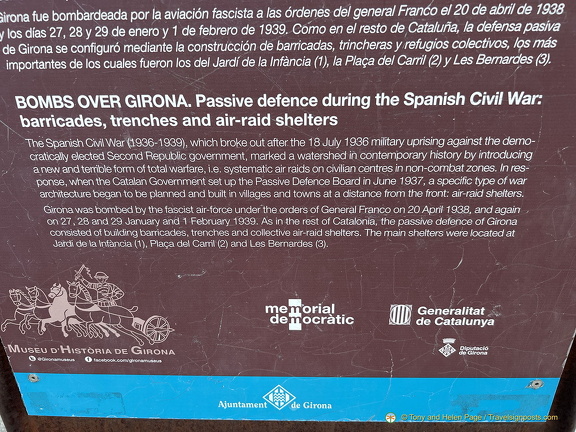 Girona fue bombardeada por la aviación fascista a las órdenes del general Franco el 20 de abril de 1938
y los días 27, 28 y 29 de enero y 1 de febrero de 1939. Como en el resto de Cataluña, la defensa pasiva
de Girona se configuró mediante la construcción de barricadas, trincheras y refugios colectivos, los más
importantes de los cuales fueron los del Jardí de la Infància (1), la Plaça del Carril (2) y Les Bernardes (3).
BOMBS OVER GIRONA. Passive defence during the Spanish Civil War:
barricades, trenches and air-raid shelters
The Spanish Civil War (1936-1939), which broke out after the 18 July 1936 military uprising against the demo-
cratically elected Second Republic government, marked a watershed in contemporary history by introducing
a new and terrible form of total warfare, i.e. systematic air raids on civilian centres in non-combat zones. In res-
ponse, when the Catalan Government set up the Passive Defence Board in June 1937, a specific type of war
architecture began to be planned and built in villages and towns at a distance from the front: air-raid shelters.
Girona was bombed by the fascist air-force under the orders of General Franco on 20 April 1938, and again
on 27, 28 and 29 January and 1 February 1939. As in the rest of Catalonia, the passive defence of Girona
consisted of building barricades, trenches and collective air-raid shelters. The main shelters were located at
Jardí de la Infància (1), Plaça del Carril (2) and Les Bernardes (3).
memorial
democràtic
Generalitat
de Catalunya
Diputació
de Girona
MUSEU D'HISTÒRIA DE GIRONA
@Gironamuseus facebook.com/gironamuseus
Ajuntament de Girona
© Tony and Helen Page / Travelsignposts.com